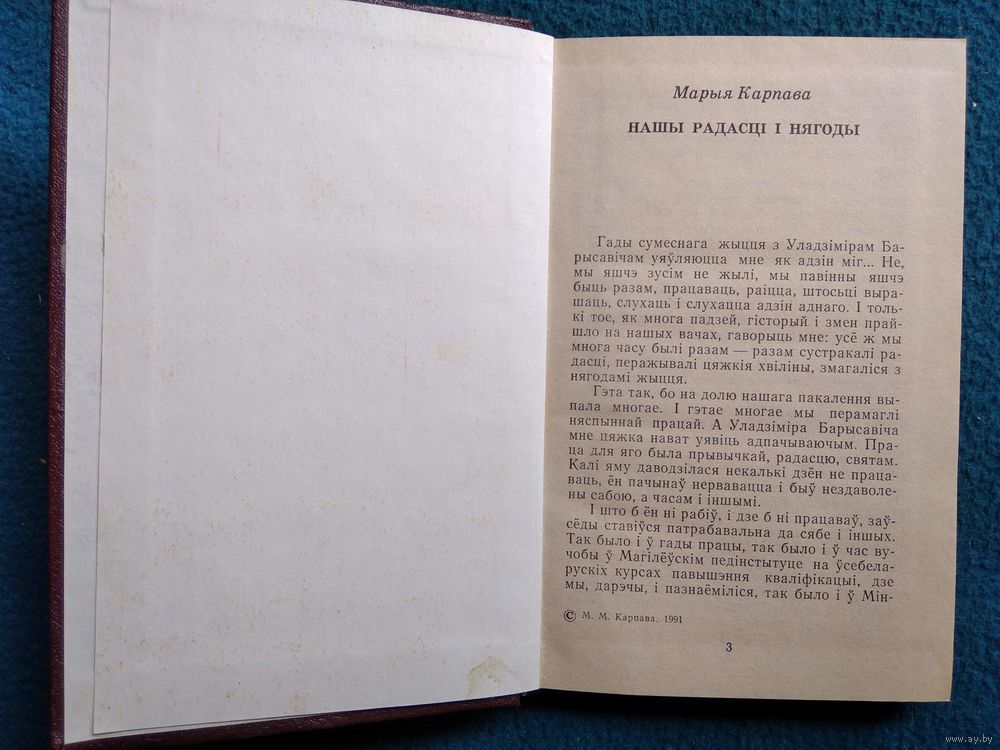 Марыя Карпава
НАШЫ РАДАСЦІ І НЯГОДЫ
Гады сумеснага жыцця з Уладзімірам Ба-
рысавічам уяўляюцца мне як адзін міг... Не,
мы яшчэ зусім не жылі, мы павінны яшчэ
быць разам, працаваць, раіцца, штосьці выра-
шаць, слухаць і слухацца адзін аднаго. І толь-
кі тое, як многа падзей, гісторый і змен прай-
шло на нашых вачах, гаворыць мне: усё ж мы
многа часу былі разам — разам сустракалі ра-
дасці, перажывалі цяжкія хвіліны, змагаліся з
нягодамі жыцця.
Гэта так, бо на долю нашага пакалення вы-
пала многае. І гэтае многае мы перамаглі
няспыннай працай. А Уладзіміра Барысавіча
мне цяжка нават уявіць адпачываючым. Пра-
ца для яго была прывычкай, радасцю, святам.
Калі яму даводзілася некалькі дзён не праца-
ваць, ён пачынаў нервавацца і быў нездаволе-
ны сабою, а часам і іншымі.
І што б ён ні рабіў, і дзе б ні працаваў, заў-
сёды ставіўся патрабавальна да сябе і іншых.
Так было і ў гады працы, так было і ў час ву-
чобы ў Магілёўскім педінстытуце на ўсебела-
рускіх курсах павышэння кваліфікацыі, дзе
мы, дарэчы, і пазнаёміліся, так было і ў Мін-
© М. М. Карпава, 1991
3
www.ay.by